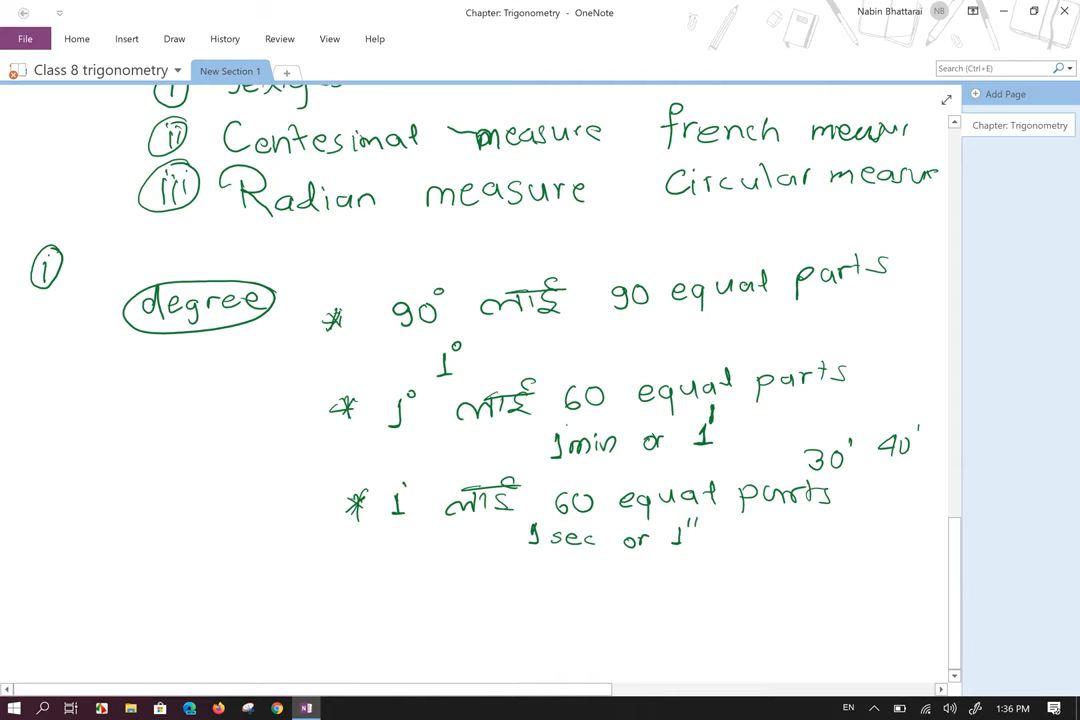 Chapter: Trigonometry - OneNote
Nabin Bhattarai NB
File Home Insert Draw History Review View Help
Class 8 trigonometry New Section 1 +
Search (Ctrl+E)
Add Page
Chapter: Trigonometry
(i)
(ii) Centesimal measure french measur
(iii) Radian measure Circular measur
(i)
degree * 90° लाई 90 equal parts
1°
* 1° लाई 60 equal parts
1min or 1'
30' 40'
* 1' लाई 60 equal parts
1 sec or 1"
EN 1:36 PM